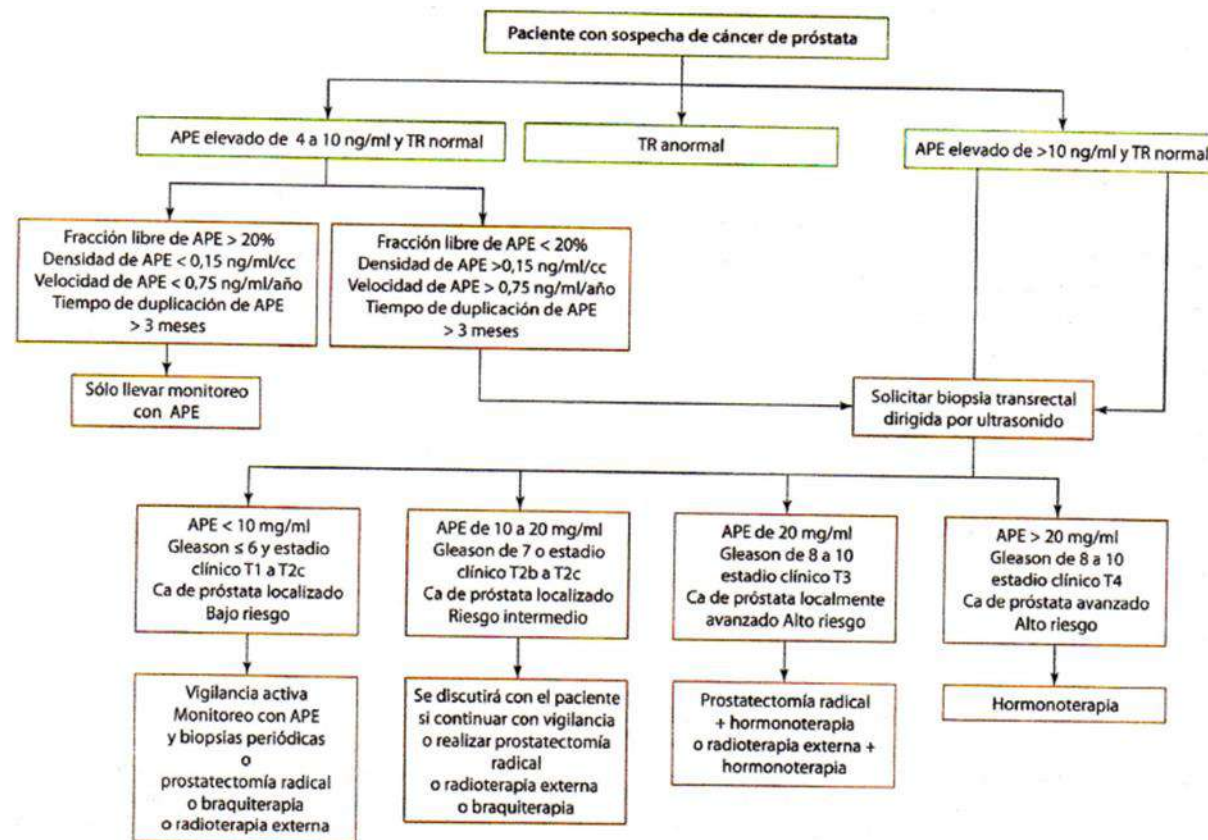 Paciente con sospecha de cáncer de próstata
APE elevado de 4 a 10 ng/ml y TR normal
TR anormal
APE elevado de >10 ng/ml y TR normal
Fracción libre de APE > 20%
Densidad de APE < 0,15 ng/ml/cc
Velocidad de APE < 0,75 ng/ml/año
Tiempo de duplicación de APE
> 3 meses
Fracción libre de APE < 20%
Densidad de APE >0,15 ng/ml/cc
Velocidad de APE > 0,75 ng/ml/año
Tiempo de duplicación de APE
> 3 meses
Sólo llevar monitoreo
con APE
Solicitar biopsia transrectal
dirigida por ultrasonido
APE < 10 mg/ml
Gleason ≤ 6 y estadio
clínico T1 a T2c
Ca de próstata localizado
Bajo riesgo
APE de 10 a 20 mg/ml
Gleason de 7 o estadio
clínico T2b a T2c
Ca de próstata localizado
Riesgo intermedio
APE de 20 mg/ml
Gleason de 8 a 10
estadio clínico T3
Ca de próstata localmente
avanzado Alto riesgo
APE > 20 mg/ml
Gleason de 8 a 10
estadio clínico T4
Ca de próstata avanzado
Alto riesgo
Vigilancia activa
Monitoreo con APE
y biopsias periódicas
o
prostatectomía radical
o braquiterapia
o radioterapia externa
Se discutirá con el paciente
si continuar con vigilancia
o realizar prostatectomía
radical
o radioterapia externa
o braquiterapia
Prostatectomía radical
+ hormonoterapia
o radioterapia externa +
hormonoterapia
Hormonoterapia